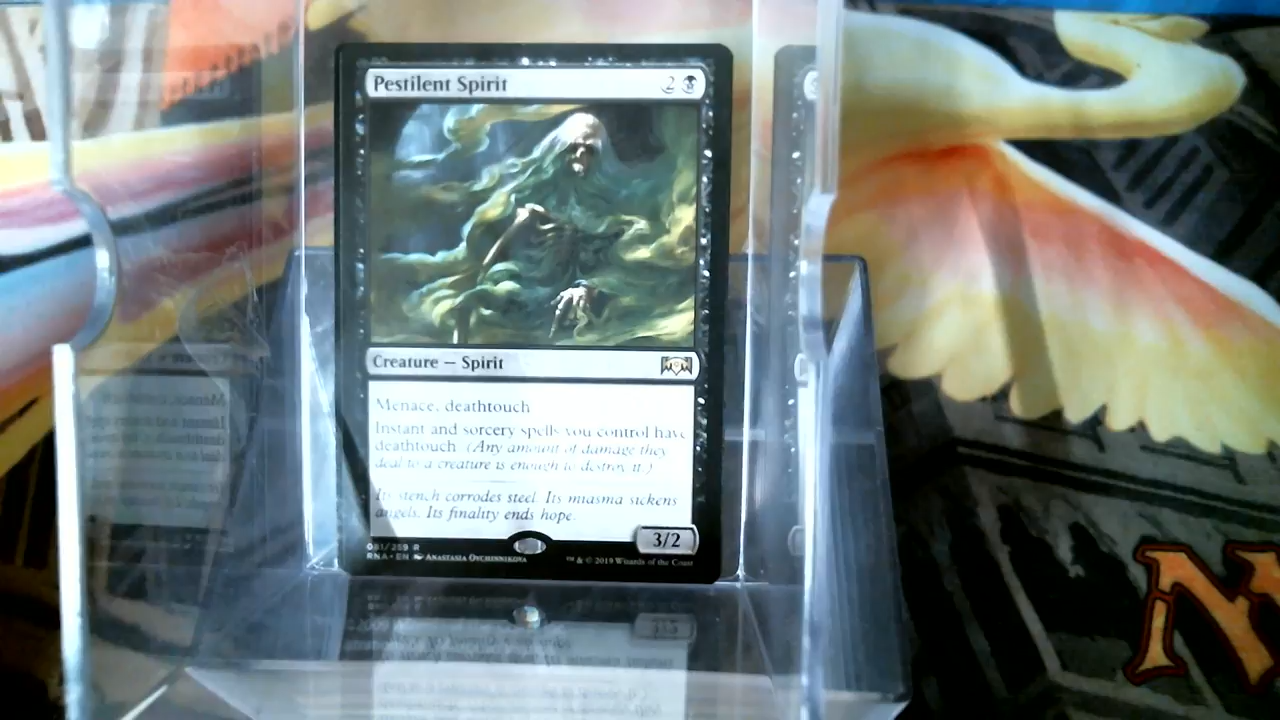 Pestilent Spirit 2
Creature — Spirit
Menace, deathtouch
Instant and sorcery spells you control have
deathtouch. (Any amount of damage they
deal to a creature is enough to destroy it.)
Its stench corrodes steel. Its miasma sickens
angels. Its finality ends hope.
3/2
081/259 R
RNA • EN ANASTASIA OVCHINNIKOVA
™ & © 2019 Wizards of the Coast